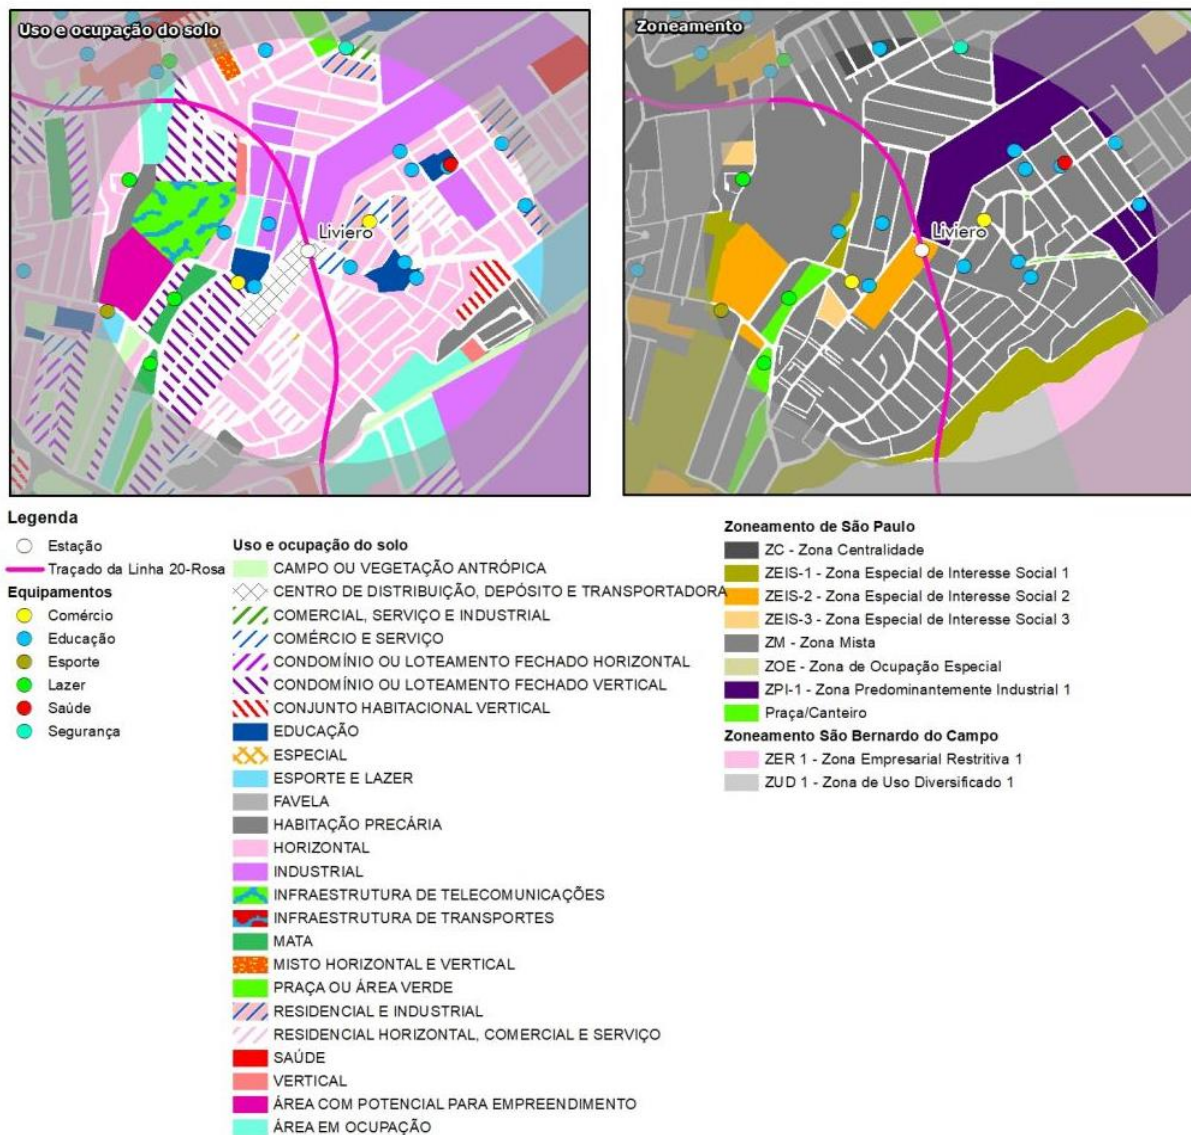 Uso e ocupação do solo
Liviero
Zoneamento
Liviero
Legenda
Estação
Traçado da Linha 20-Rosa
Equipamentos
Comércio
Educação
Esporte
Lazer
Saúde
Segurança
Uso e ocupação do solo
CAMPO OU VEGETAÇÃO ANTRÓPICA
CENTRO DE DISTRIBUIÇÃO, DEPÓSITO E TRANSPORTADORA
COMERCIAL, SERVIÇO E INDUSTRIAL
COMÉRCIO E SERVIÇO
CONDOMÍNIO OU LOTEAMENTO FECHADO HORIZONTAL
CONDOMÍNIO OU LOTEAMENTO FECHADO VERTICAL
CONJUNTO HABITACIONAL VERTICAL
EDUCAÇÃO
ESPECIAL
ESPORTE E LAZER
FAVELA
HABITAÇÃO PRECÁRIA
HORIZONTAL
INDUSTRIAL
INFRAESTRUTURA DE TELECOMUNICAÇÕES
INFRAESTRUTURA DE TRANSPORTES
MATA
MISTO HORIZONTAL E VERTICAL
PRAÇA OU ÁREA VERDE
RESIDENCIAL E INDUSTRIAL
RESIDENCIAL HORIZONTAL, COMERCIAL E SERVIÇO
SAÚDE
VERTICAL
ÁREA COM POTENCIAL PARA EMPREENDIMENTO
ÁREA EM OCUPAÇÃO
Zoneamento de São Paulo
ZC - Zona Centralidade
ZEIS-1 - Zona Especial de Interesse Social 1
ZEIS-2 - Zona Especial de Interesse Social 2
ZEIS-3 - Zona Especial de Interesse Social 3
ZM - Zona Mista
ZOE - Zona de Ocupação Especial
ZPI-1 - Zona Predominantemente Industrial 1
Praça/Canteiro
Zoneamento São Bernardo do Campo
ZER 1 - Zona Empresarial Restritiva 1
ZUD 1 - Zona de Uso Diversificado 1